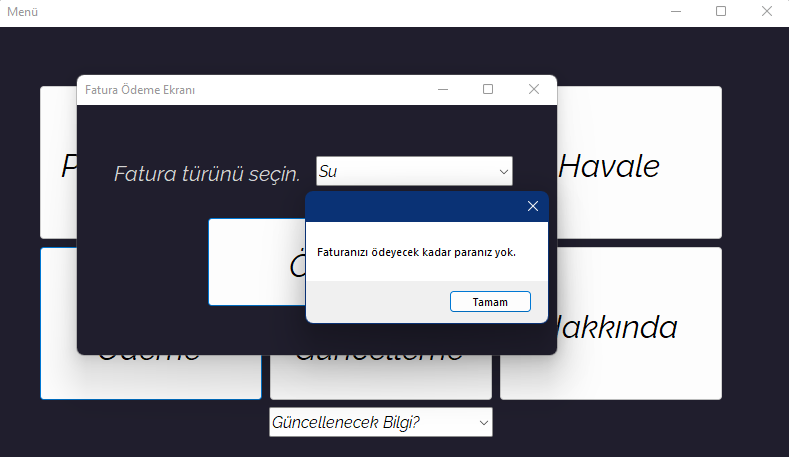 Menü
Fatura Ödeme Ekranı
Fatura türünü seçin.
Su
Havale
Faturanızı ödeyecek kadar paranız yok.
Tamam
Ödeme
Güncelleme
Hakkında
Güncellenecek Bilgi?